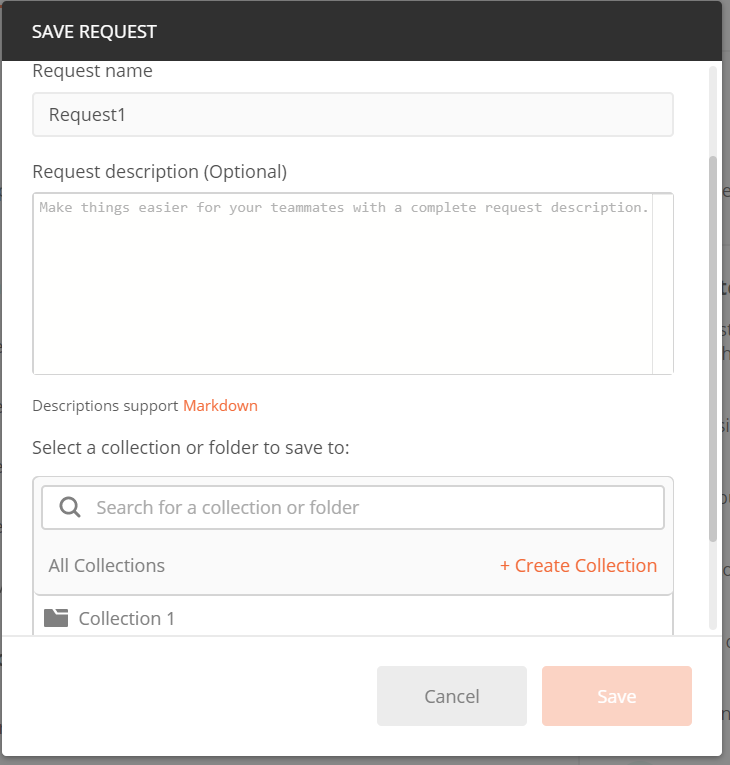 SAVE REQUEST
Request name
Request1
Request description (Optional)
Make things easier for your teammates with a complete request description.
Descriptions support Markdown
Select a collection or folder to save to:
Search for a collection or folder
All Collections + Create Collection
Collection 1
Cancel Save